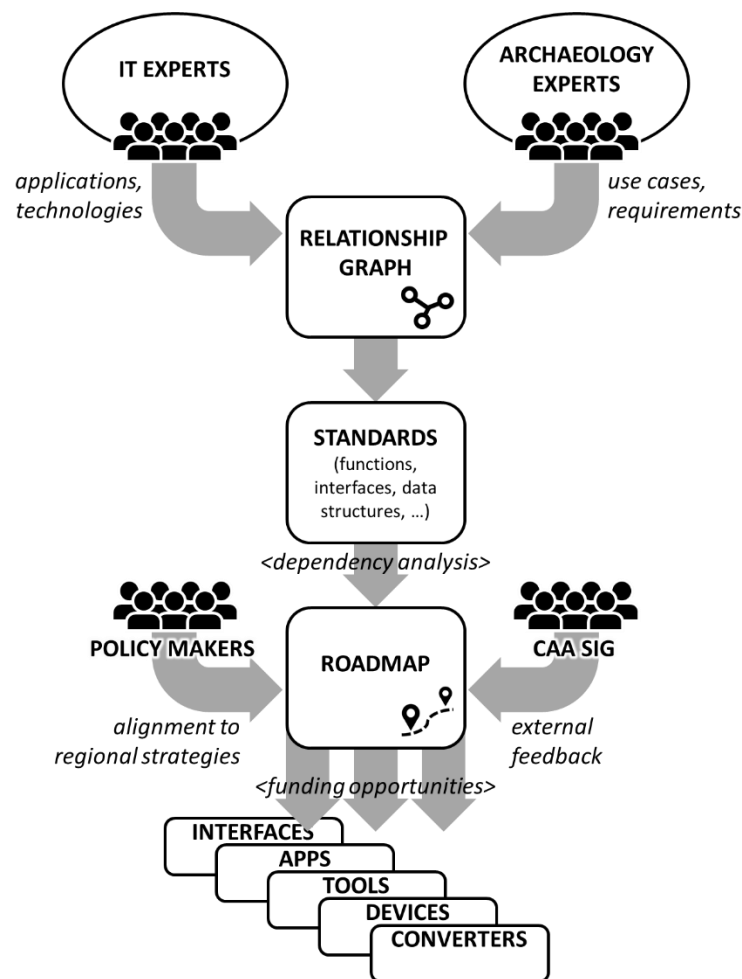 IT EXPERTS
ARCHAEOLOGY
EXPERTS
applications,
technologies
use cases,
requirements
RELATIONSHIP
GRAPH
STANDARDS
(functions,
interfaces, data
structures, ...)
<dependency analysis>
POLICY MAKERS
CAA SIG
ROADMAP
alignment to
regional strategies
external
feedback
<funding opportunities>
INTERFACES
APPS
TOOLS
DEVICES
CONVERTERS